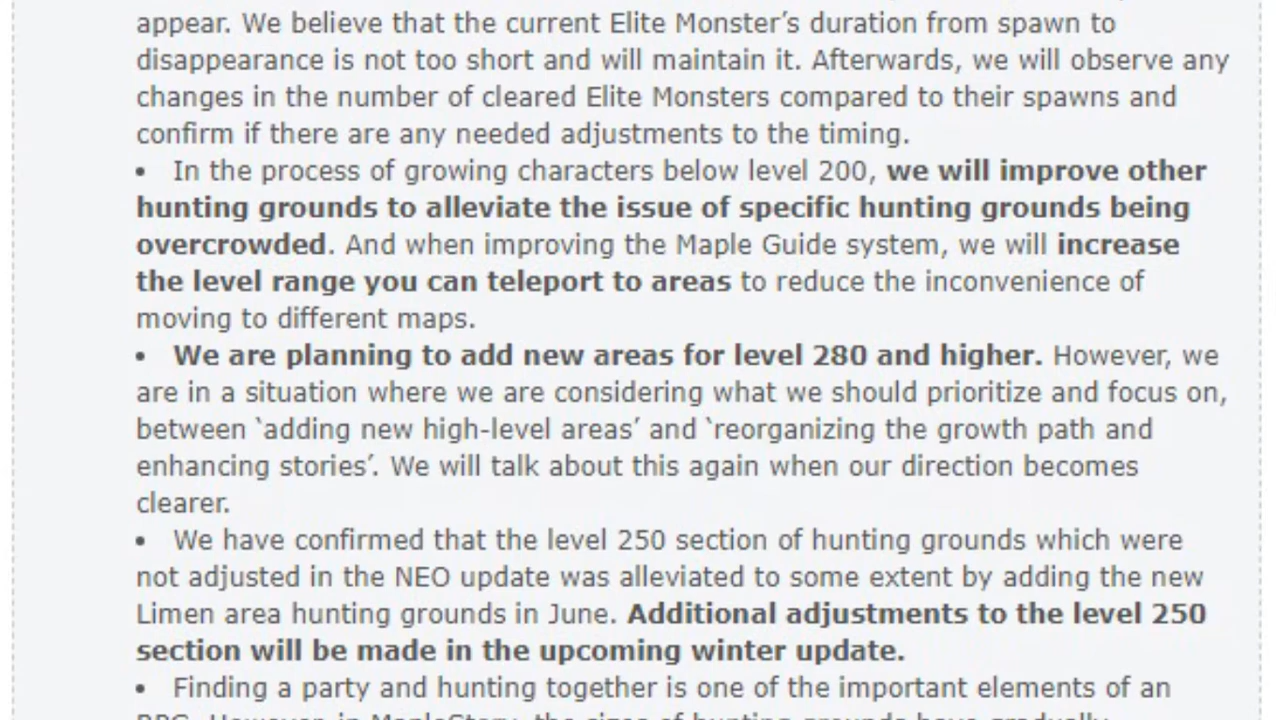 appear. We believe that the current Elite Monster’s duration from spawn to
disappearance is not too short and will maintain it. Afterwards, we will observe any
changes in the number of cleared Elite Monsters compared to their spawns and
confirm if there are any needed adjustments to the timing.
• In the process of growing characters below level 200, we will improve other
hunting grounds to alleviate the issue of specific hunting grounds being
overcrowded. And when improving the Maple Guide system, we will increase
the level range you can teleport to areas to reduce the inconvenience of
moving to different maps.
• We are planning to add new areas for level 280 and higher. However, we
are in a situation where we are considering what we should prioritize and focus on,
between `adding new high-level areas’ and `reorganizing the growth path and
enhancing stories’. We will talk about this again when our direction becomes
clearer.
• We have confirmed that the level 250 section of hunting grounds which were
not adjusted in the NEO update was alleviated to some extent by adding the new
Limen area hunting grounds in June. Additional adjustments to the level 250
section will be made in the upcoming winter update.
• Finding a party and hunting together is one of the important elements of an
RPG. However, in MapleStory, the sizes of hunting grounds have gradually